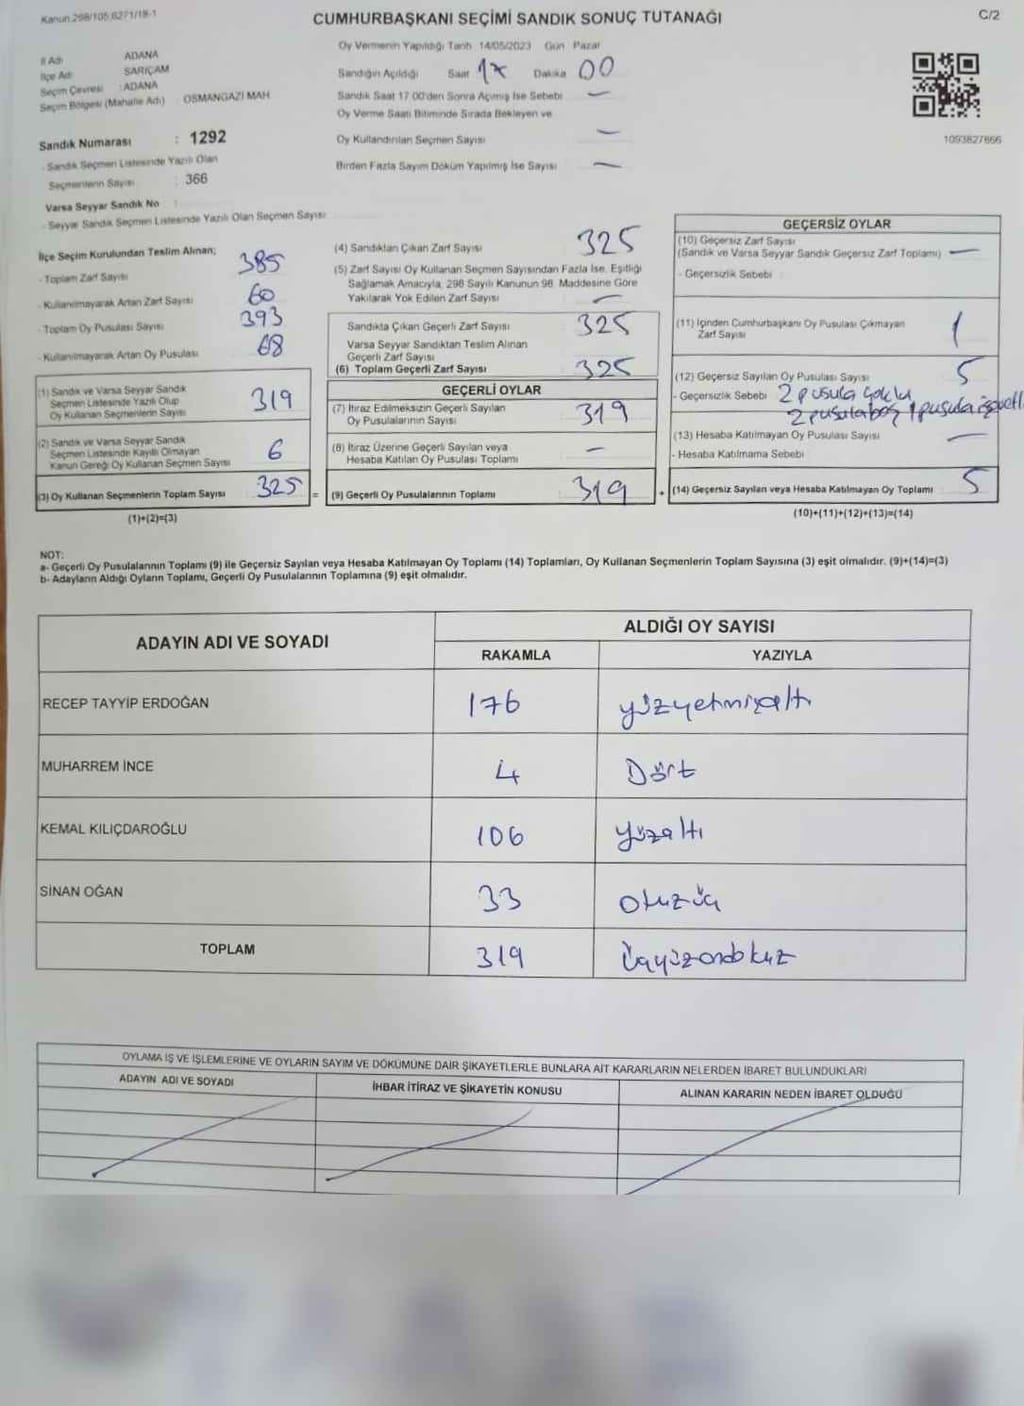 Kanun:298/105,6271/18-1
CUMHURBAŞKANI SEÇİMİ SANDIK SONUÇ TUTANAĞI
C/2
İl Adı : ADANA
İlçe Adı : SARIÇAM
Seçim Çevresi : ADANA
Seçim Bölgesi (Mahalle Adı) : OSMANGAZİ MAH
Sandık Numarası : 1292
- Sandık Seçmen Listesinde Yazılı Olan
Seçmenlerin Sayısı : 366
Varsa Seyyar Sandık No :
- Seyyar Sandık Seçmen Listesinde Yazılı Olan Seçmen Sayısı
Oy Vermenin Yapıldığı Tarih 14/05/2023 Gün Pazar
Sandığın Açıldığı Saat 17 Dakika 00
Sandık Saat 17.00'den Sonra Açılmış İse Sebebi —
Oy Verme Saati Bitiminde Sırada Bekleyen ve
Oy Kullandırılan Seçmen Sayısı —
Birden Fazla Sayım Döküm Yapılmış İse Sayısı —
1093827666
İlçe Seçim Kurulundan Teslim Alınan;
- Toplam Zarf Sayısı 385
- Kullanılmayarak Artan Zarf Sayısı 60
- Toplam Oy Pusulası Sayısı 393
- Kullanılmayarak Artan Oy Pusulası 68
(1) Sandık ve Varsa Seyyar Sandık
Seçmen Listesinde Yazılı Olup
Oy Kullanan Seçmenlerin Sayısı 319
(2) Sandık ve Varsa Seyyar Sandık
Seçmen Listesinde Kayıtlı Olmayan
Kanun Gereği Oy Kullanan Seçmen Sayısı 6
(3) Oy Kullanan Seçmenlerin Toplam Sayısı 325 =
(1)+(2)=(3)
(4) Sandıktan Çıkan Zarf Sayısı 325
(5) Zarf Sayısı Oy Kullanan Seçmen Sayısından Fazla İse, Eşitliği
Sağlamak Amacıyla, 298 Sayılı Kanunun 98. Maddesine Göre
Yakılarak Yok Edilen Zarf Sayısı —
Sandıkta Çıkan Geçerli Zarf Sayısı 325
Varsa Seyyar Sandıktan Teslim Alınan
Geçerli Zarf Sayısı
(6) Toplam Geçerli Zarf Sayısı 325
GEÇERLİ OYLAR
(7) İtiraz Edilmeksizin Geçerli Sayılan
Oy Pusulalarının Sayısı 319
(8) İtiraz Üzerine Geçerli Sayılan veya
Hesaba Katılan Oy Pusulası Toplamı —
(9) Geçerli Oy Pusulalarının Toplamı 319 +
GEÇERSİZ OYLAR
(10) Geçersiz Zarf Sayısı
(Sandık ve Varsa Seyyar Sandık Geçersiz Zarf Toplamı) —
- Geçersizlik Sebebi
(11) İçinden Cumhurbaşkanı Oy Pusulası Çıkmayan
Zarf Sayısı 1
(12) Geçersiz Sayılan Oy Pusulası Sayısı 5
- Geçersizlik Sebebi 2 pusula çoklu
2 pusula boş 1 pusula
(13) Hesaba Katılmayan Oy Pusulası Sayısı —
- Hesaba Katılmama Sebebi
(14) Geçersiz Sayılan veya Hesaba Katılmayan Oy Toplamı 5
(10)+(11)+(12)+(13)=(14)
NOT:
a- Geçerli Oy Pusulalarının Toplamı (9) ile Geçersiz Sayılan veya Hesaba Katılmayan Oy Toplamı (14) Toplamları, Oy Kullanan Seçmenlerin Toplam Sayısına (3) eşit olmalıdır. (9)+(14)=(3)
b- Adayların Aldığı Oyların Toplamı, Geçerli Oy Pusulalarının Toplamına (9) eşit olmalıdır.
ADAYIN ADI VE SOYADI
ALDIĞI OY SAYISI
RAKAMLA YAZIYLA
RECEP TAYYİP ERDOĞAN 176 yüzyetmişaltı
MUHARREM İNCE 4 Dört
KEMAL KILIÇDAROĞLU 106 yüzaltı
SİNAN OĞAN 33 otuzüç
TOPLAM 319 Üçyüzondokuz
OYLAMA İŞ VE İŞLEMLERİNE VE OYLARIN SAYIM VE DÖKÜMÜNE DAİR ŞİKAYETLERLE BUNLARA AİT KARARLARIN NELERDEN İBARET BULUNDUKLARI
ADAYIN ADI VE SOYADI İHBAR İTİRAZ VE ŞİKAYETİN KONUSU ALINAN KARARIN NEDEN İBARET OLDUĞU